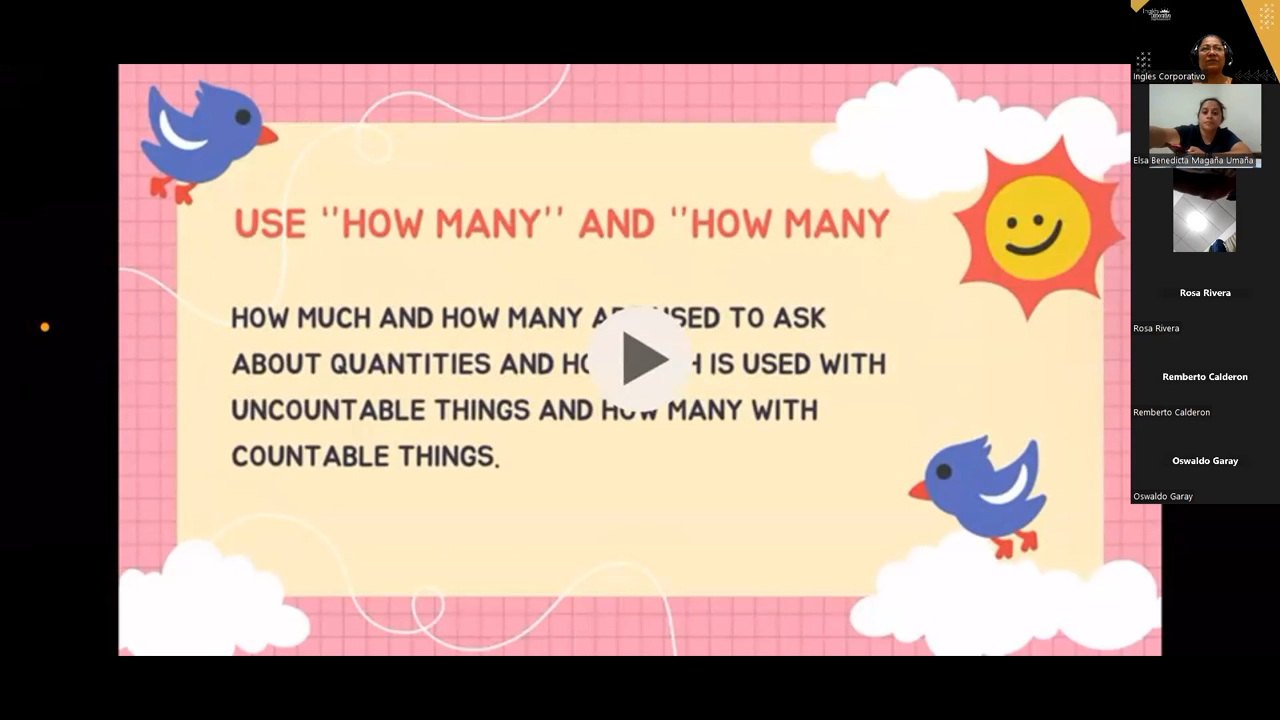 USE "HOW MANY" AND "HOW MANY
HOW MUCH AND HOW MANY USED TO ASK
ABOUT QUANTITIES AND IS USED WITH
UNCOUNTABLE THINGS AND HOW MANY WITH
COUNTABLE THINGS.
Inglés
Corporativo
Ingles Corporativo
Elsa Benedicta Magaña Umaña
Rosa Rivera
Rosa Rivera
Remberto Calderon
Remberto Calderon
Oswaldo Garay
Oswaldo Garay